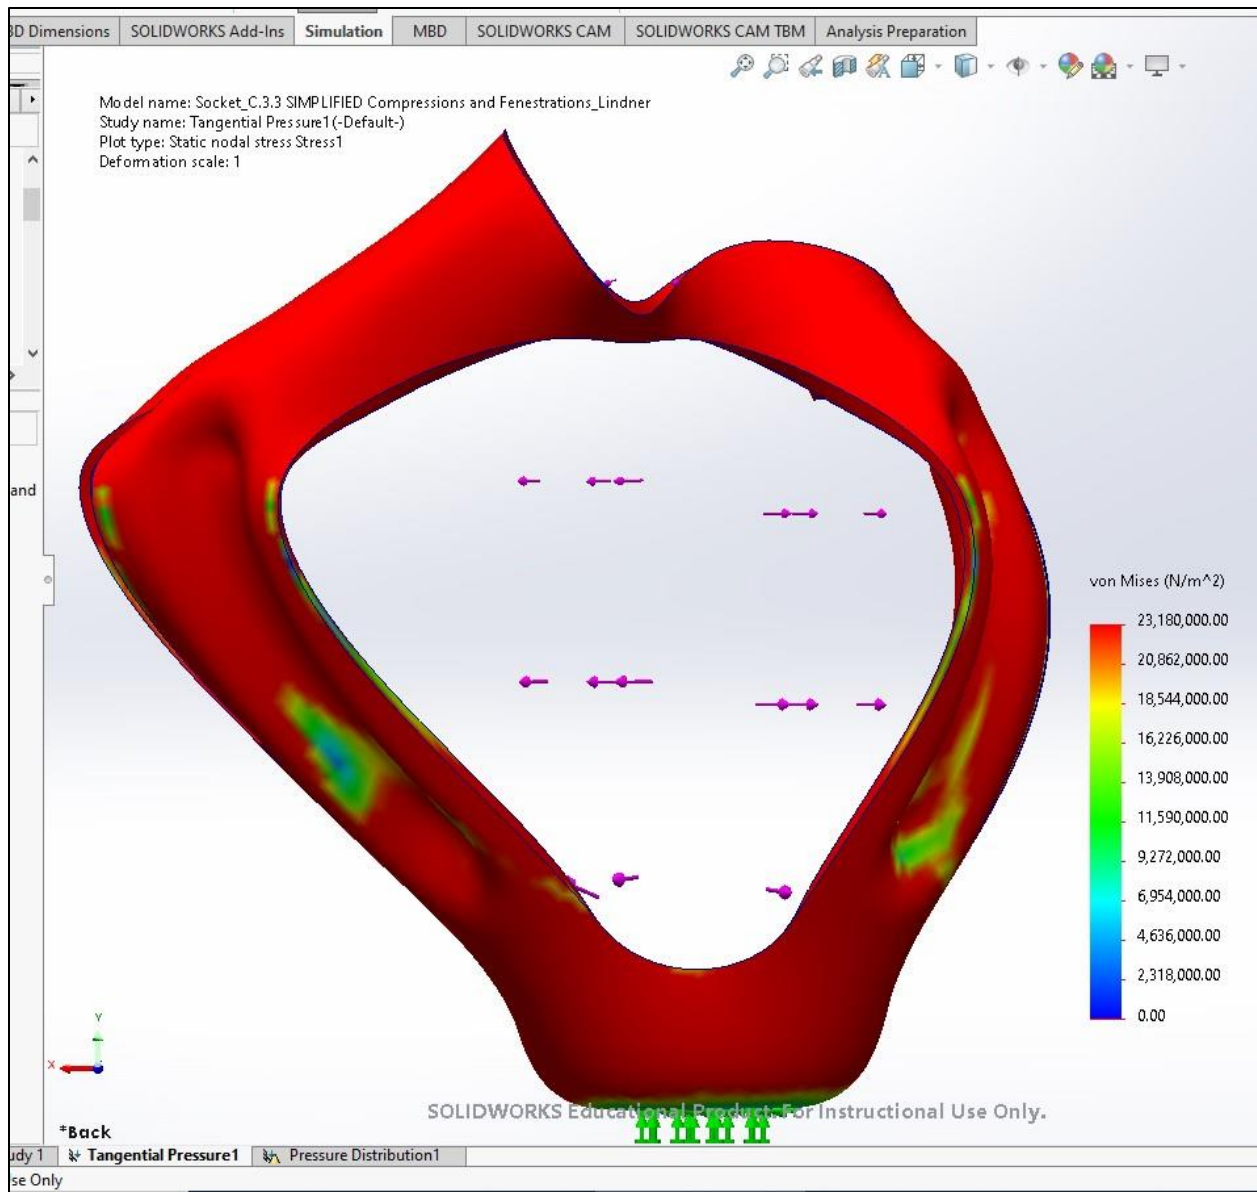 3D Dimensions SOLIDWORKS Add-Ins Simulation MBD SOLIDWORKS CAM SOLIDWORKS CAM TBM Analysis Preparation
Model name: Socket_C.3.3 SIMPLIFIED Compressions and Fenestrations_Lindner
Study name: Tangential Pressure1(-Default-)
Plot type: Static nodal stress Stress1
Deformation scale: 1
and
von Mises (N/m^2)
23,180,000.00
20,862,000.00
18,544,000.00
16,226,000.00
13,908,000.00
11,590,000.00
9,272,000.00
6,954,000.00
4,636,000.00
2,318,000.00
0.00
Y
X
SOLIDWORKS Educational Product. For Instructional Use Only.
*Back
udy 1 Tangential Pressure1 Pressure Distribution1
se Only